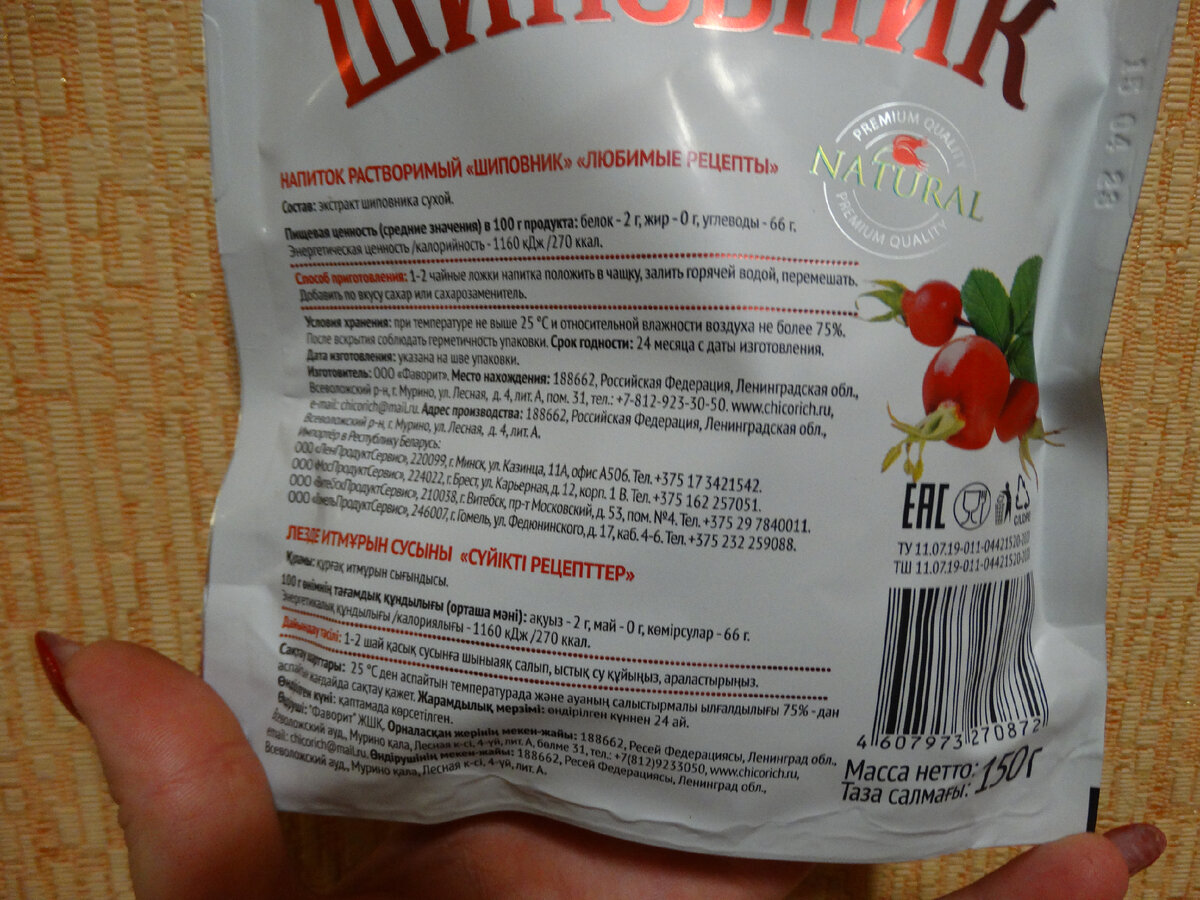 ШИПОВНИК
15 04 23
PREMIUM QUALITY
NATURAL
PREMIUM QUALITY
НАПИТОК РАСТВОРИМЫЙ «ШИПОВНИК» «ЛЮБИМЫЕ РЕЦЕПТЫ»
Состав: экстракт шиповника сухой.
Пищевая ценность (средние значения) в 100 г продукта: белок - 2 г, жир - 0 г, углеводы - 66 г.
Энергетическая ценность /калорийность - 1160 кДж /270 ккал.
Способ приготовления: 1-2 чайные ложки напитка положить в чашку, залить горячей водой, перемешать.
Добавить по вкусу сахар или сахарозаменитель.
Условия хранения: при температуре не выше 25 °С и относительной влажности воздуха не более 75%.
После вскрытия соблюдать герметичность упаковки. Срок годности: 24 месяца с даты изготовления.
Дата изготовления: указана на шве упаковки.
Изготовитель: ООО «Фаворит». Место нахождения: 188662, Российская Федерация, Ленинградская обл.,
Всеволожский р-н, г. Мурино, ул. Лесная, д. 4, лит. А, пом. 31, тел.: +7-812-923-30-50. www.chicorich.ru,
e-mail: chicorich@mail.ru. Адрес производства: 188662, Российская Федерация, Ленинградская обл.,
Всеволожский р-н, г. Мурино, ул. Лесная, д. 4, лит. А.
Импортёр в Республику Беларусь:
ООО «ЛенПродуктСервис», 220099, г. Минск, ул. Казинца, 11А, офис А506. Тел. +375 17 3421542.
ООО «МосПродуктСервис», 224022, г. Брест, ул. Карьерная, д. 12, корп. 1 В. Тел. +375 162 257051.
ООО «ВитебскПродуктСервис», 210038, г. Витебск, пр-т Московский, д. 53, пом. №4. Тел. +375 29 7840011.
ООО «ГомельПродуктСервис», 246007, г. Гомель, ул. Федюнинского, д. 17, каб. 4-6. Тел. +375 232 259088.
ЛЕЗДЕ ИТМҰРЫН СУСЫНЫ «СҮЙІКТІ РЕЦЕПТТЕР»
Құрамы: құрғақ итмұрын сығындысы.
100 г өнімнің тағамдық құндылығы (орташа мәні): ақуыз - 2 г, май - 0 г, көмірсулар - 66 г.
Энергетикалық құндылығы /калориялығы - 1160 кДж /270 ккал.
Дайындау тәсілі: 1-2 шай қасық сусынға шыныаяқ салып, ыстық су құйыңыз, араластырыңыз.
Сақтау шарттары: 25 °С ден аспайтын температурада және ауаның салыстырмалы ылғалдылығы 75% - дан
аспайтын жағдайда сақтау қажет. Жарамдылық мерзімі: өндірілген күннен 24 ай.
Өндірілген күні: қаптамада көрсетілген.
Өндіруші: "Фаворит" ЖШҚ. Орналасқан жерінің мекен-жайы: 188662, Ресей Федерациясы, Ленинград обл.,
Всеволожский ауд., Мурино қала, Лесная к-сі, 4-үй, лит. А, бөлме 31, тел.: +7(812)9233050, www.chicorich.ru,
email: chicorich@mail.ru. Өндірушінің мекен-жайы: 188662, Ресей Федерациясы, Ленинград обл.,
Всеволожский ауд., Мурино қала, Лесная к-сі, 4-үй, лит. А.
EAC
C/LDPE
ТУ 11.07.19-011-04421520-2020
ТШ 11.07.19-011-04421520-2020
4 607973 270872
Масса нетто: 150 г
Таза салмағы: